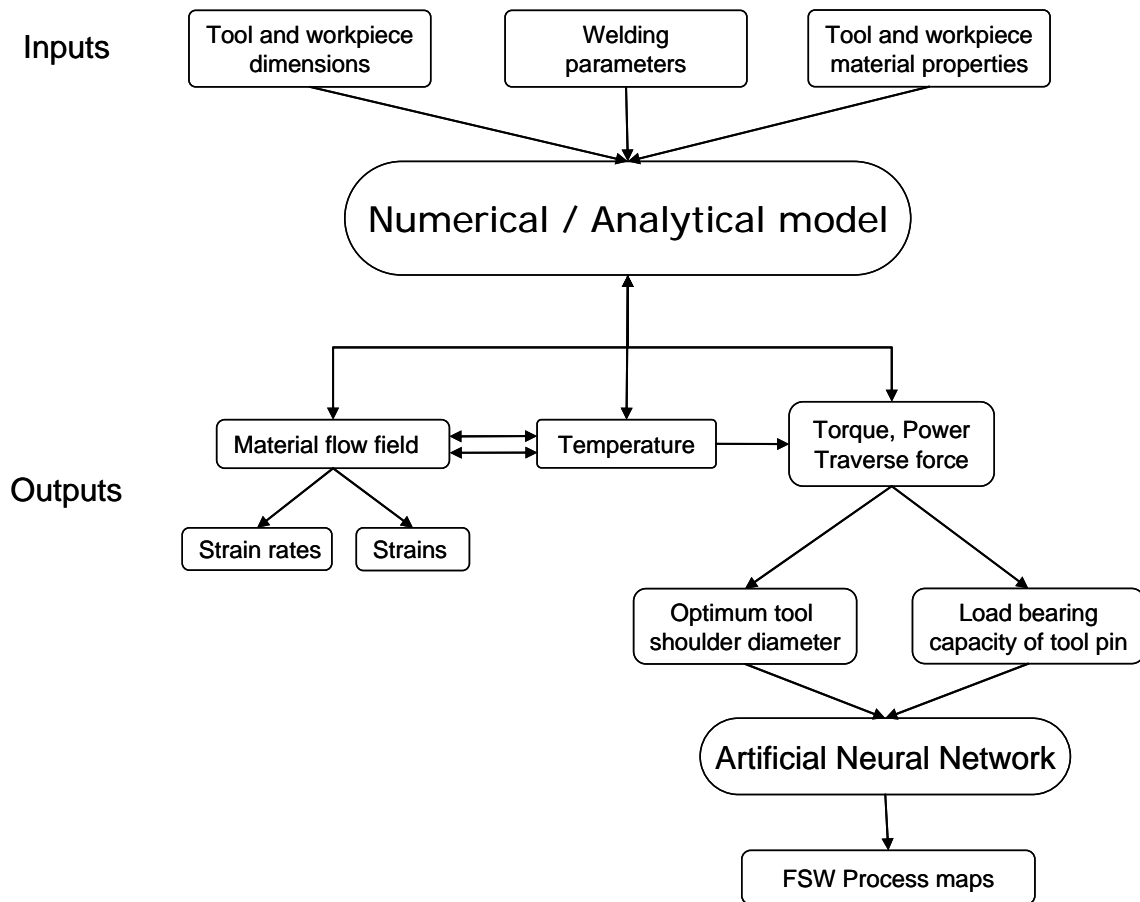 Inputs
Tool and workpiece
dimensions
Welding
parameters
Tool and workpiece
material properties
Numerical / Analytical model
Material flow field
Temperature
Torque, Power
Traverse force
Outputs
Strain rates
Strains
Optimum tool
shoulder diameter
Load bearing
capacity of tool pin
Artificial Neural Network
FSW Process maps